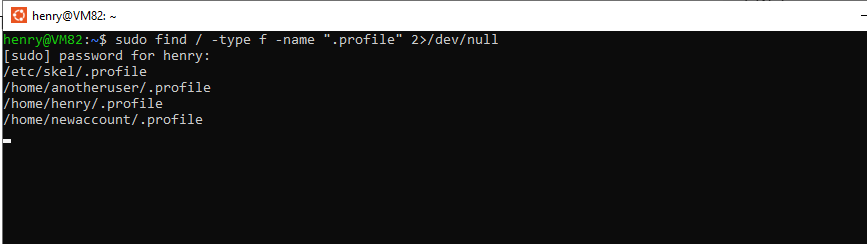 henry@VM82: ~
henry@VM82:~$ sudo find / -type f -name ".profile" 2>/dev/null
[sudo] password for henry:
/etc/skel/.profile
/home/anotheruser/.profile
/home/henry/.profile
/home/newaccount/.profile